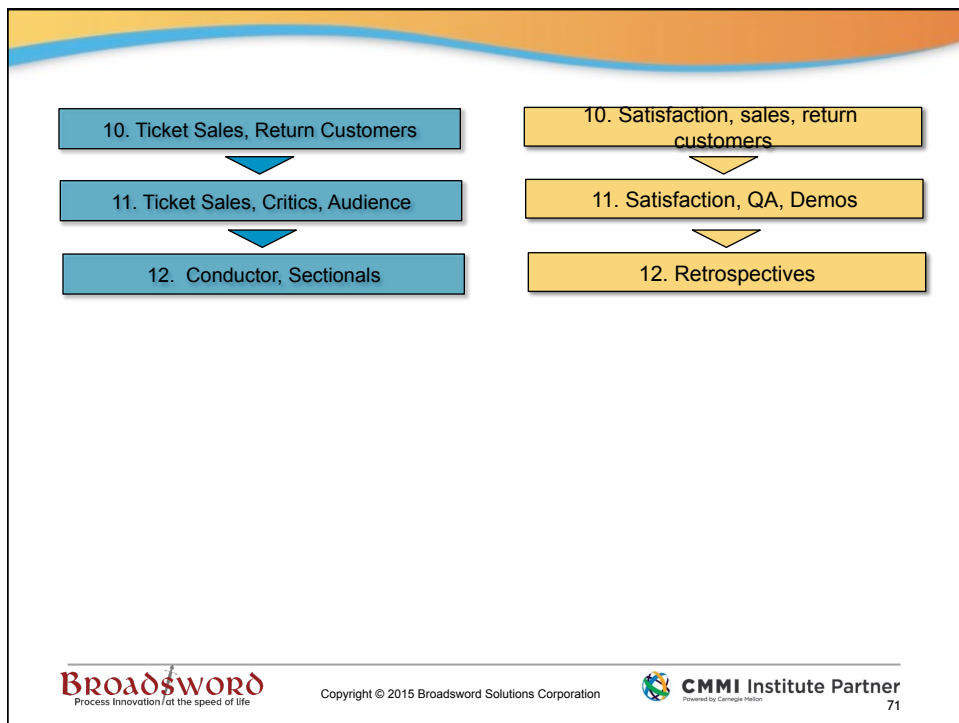 10. Ticket Sales, Return Customers
11. Ticket Sales, Critics, Audience
12. Conductor, Sectionals
10. Satisfaction, sales, return
customers
11. Satisfaction, QA, Demos
12. Retrospectives
BROADSWORD
Process Innovation at the speed of life
Copyright © 2015 Broadsword Solutions Corporation
CMMI Institute Partner
Powered by Carnegie Mellon
71